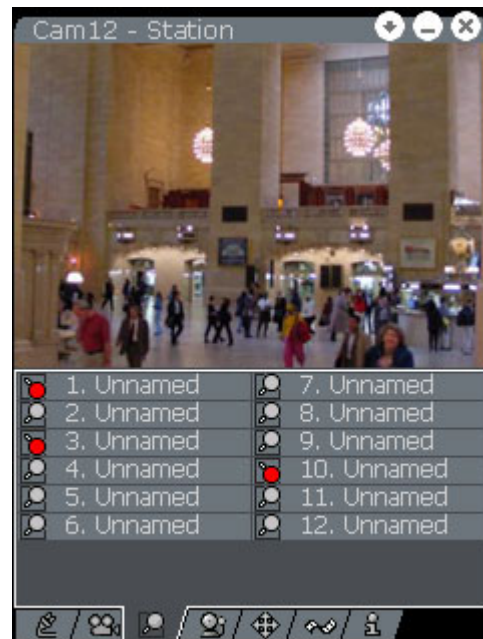 Cam12 - Station
1. Unnamed
2. Unnamed
3. Unnamed
4. Unnamed
5. Unnamed
6. Unnamed
7. Unnamed
8. Unnamed
9. Unnamed
10. Unnamed
11. Unnamed
12. Unnamed